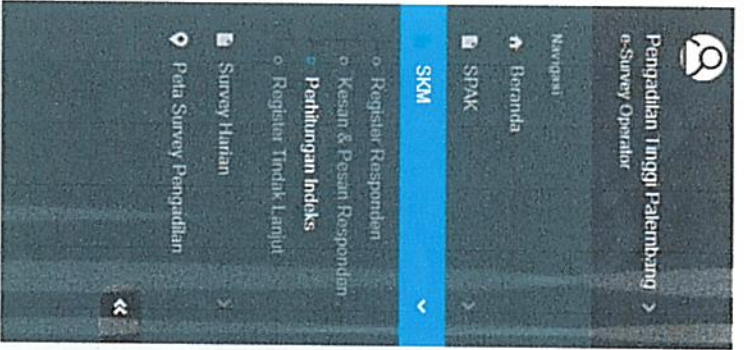 Pengadilan Tinggi Palembang
e-Survey Operator
Navigasi
Beranda
SPAK
SKM
Register Responden
Kesan & Pesan Responden
Perhitungan Indeks
Register Tindak Lanjut
Survey Harian
Peta Survey Pengadilan